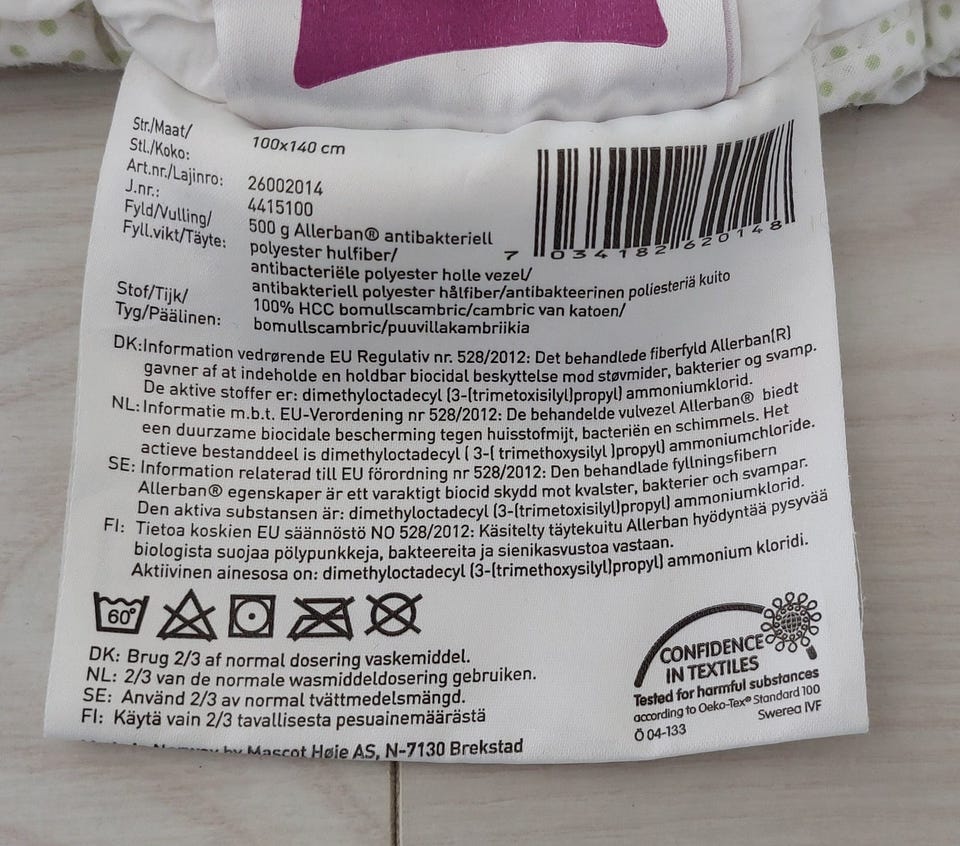 Str./Maat/
Stl./Koko: 100x140 cm
Art.nr./Lajinro: 26002014
J.nr.: 4415100
Fyld/Vulling/ 500 g Allerban® antibakteriell
Fyll.vikt/Täyte: polyester hulfiber/
antibacteriële polyester holle vezel/
antibakteriell polyester hålfiber/antibakteerinen poliesteriä kuito
Stof/Tijk/ 100% HCC bomullscambric/cambric van katoen/
Tyg/Päälinen: bomullscambric/puuvillakambriikia
7 034182 620148
DK: Information vedrørende EU Regulativ nr. 528/2012: Det behandlede fiberfyld Allerban(R)
gavner af at indeholde en holdbar biocidal beskyttelse mod støvmider, bakterier og svamp.
De aktive stoffer er: dimethyloctadecyl (3-(trimetoxisilyl)propyl) ammoniumklorid.
NL: Informatie m.b.t. EU-Verordening nr 528/2012: De behandelde vulvezel Allerban® biedt
een duurzame biocidale bescherming tegen huisstofmijt, bacteriën en schimmels. Het
actieve bestanddeel is dimethyloctadecyl ( 3-( trimethoxysilyl )propyl) ammoniumchloride.
SE: Information relaterad till EU förordning nr 528/2012: Den behandlade fyllningsfibern
Allerban® egenskaper är ett varaktigt biocid skydd mot kvalster, bakterier och svampar.
Den aktiva substansen är: dimethyloctadecyl (3-(trimetoxisilyl)propyl) ammoniumklorid.
FI: Tietoa koskien EU säännöstö NO 528/2012: Käsitelty täytekuitu Allerban hyödyntää pysyvää
biologista suojaa pölypunkkeja, bakteereita ja sienikasvustoa vastaan.
Aktiivinen ainesosa on: dimethyloctadecyl (3-(trimethoxysilyl)propyl) ammonium kloridi.
60°
DK: Brug 2/3 af normal dosering vaskemiddel.
NL: 2/3 van de normale wasmiddeldosering gebruiken.
SE: Använd 2/3 av normal tvättmedelsmängd.
FI: Käytä vain 2/3 tavallisesta pesuainemäärästä
Norway by Mascot Høie AS, N-7130 Brekstad
CONFIDENCE
IN TEXTILES
Tested for harmful substances
according to Oeko-Tex® Standard 100
Ö 04-133 Swerea IVF